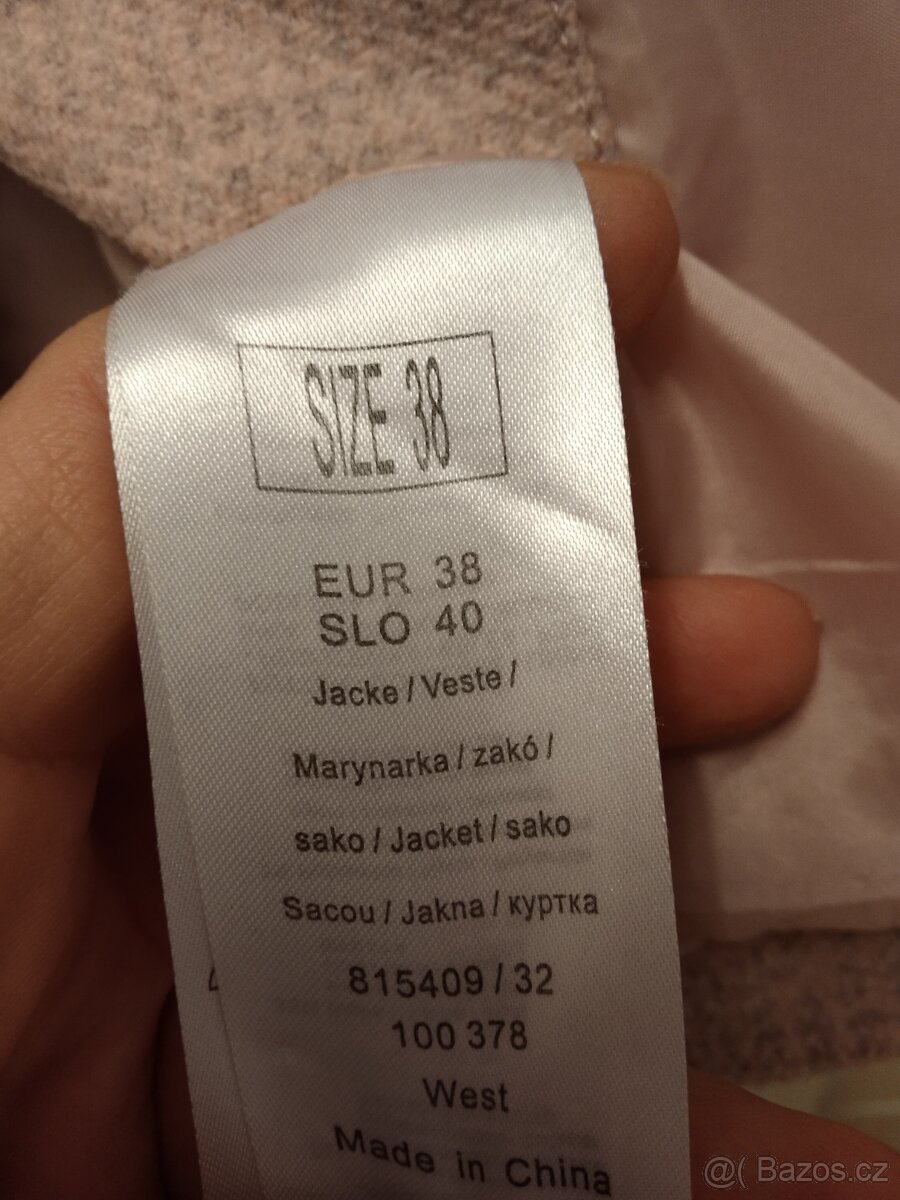 SIZE 38
EUR 38
SLO 40
Jacke / Veste /
Marynarka / zakó /
sako / Jacket / sako
Sacou / Jakna / куртка
815409 / 32
100 378
West
Made in China
@( Bazos.cz